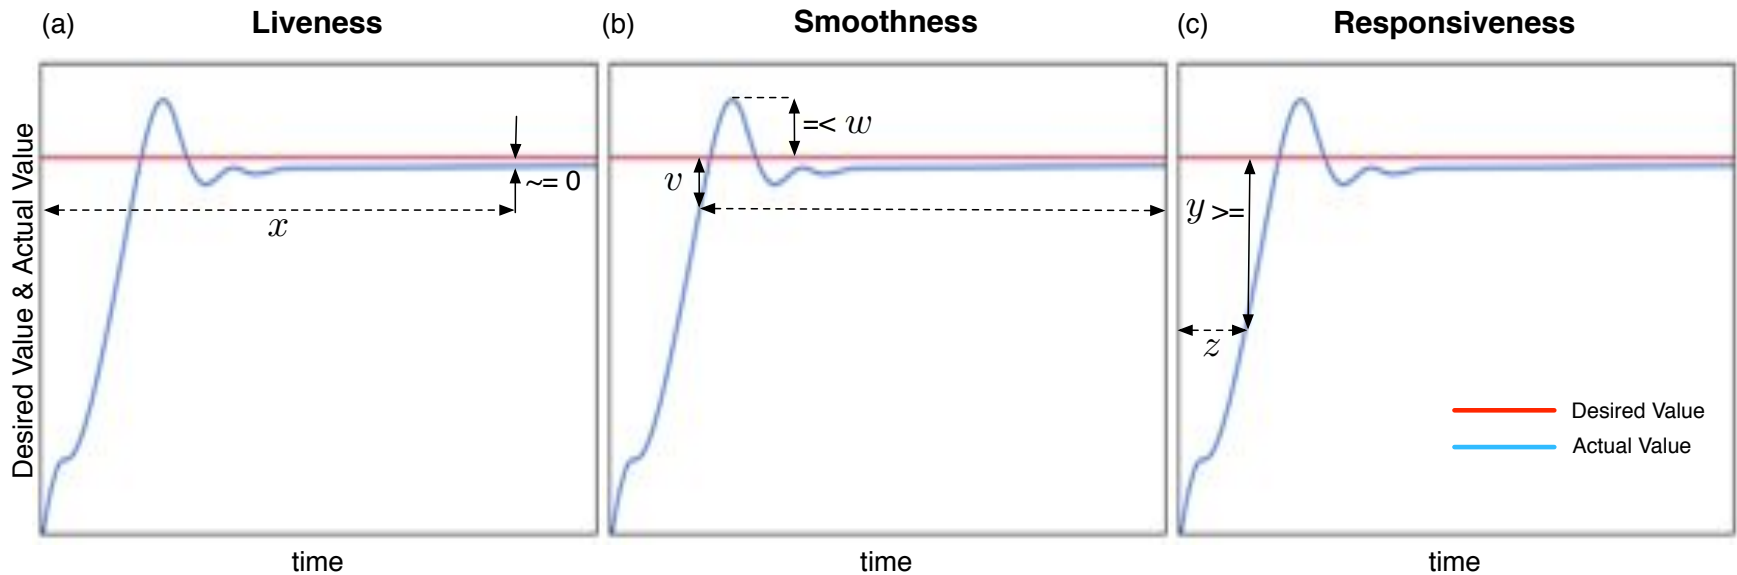 (a) Liveness
(b) Smoothness
(c) Responsiveness
Desired Value & Actual Value
~= 0
x
time
=< w
v
time
y >=
z
Desired Value
Actual Value
time